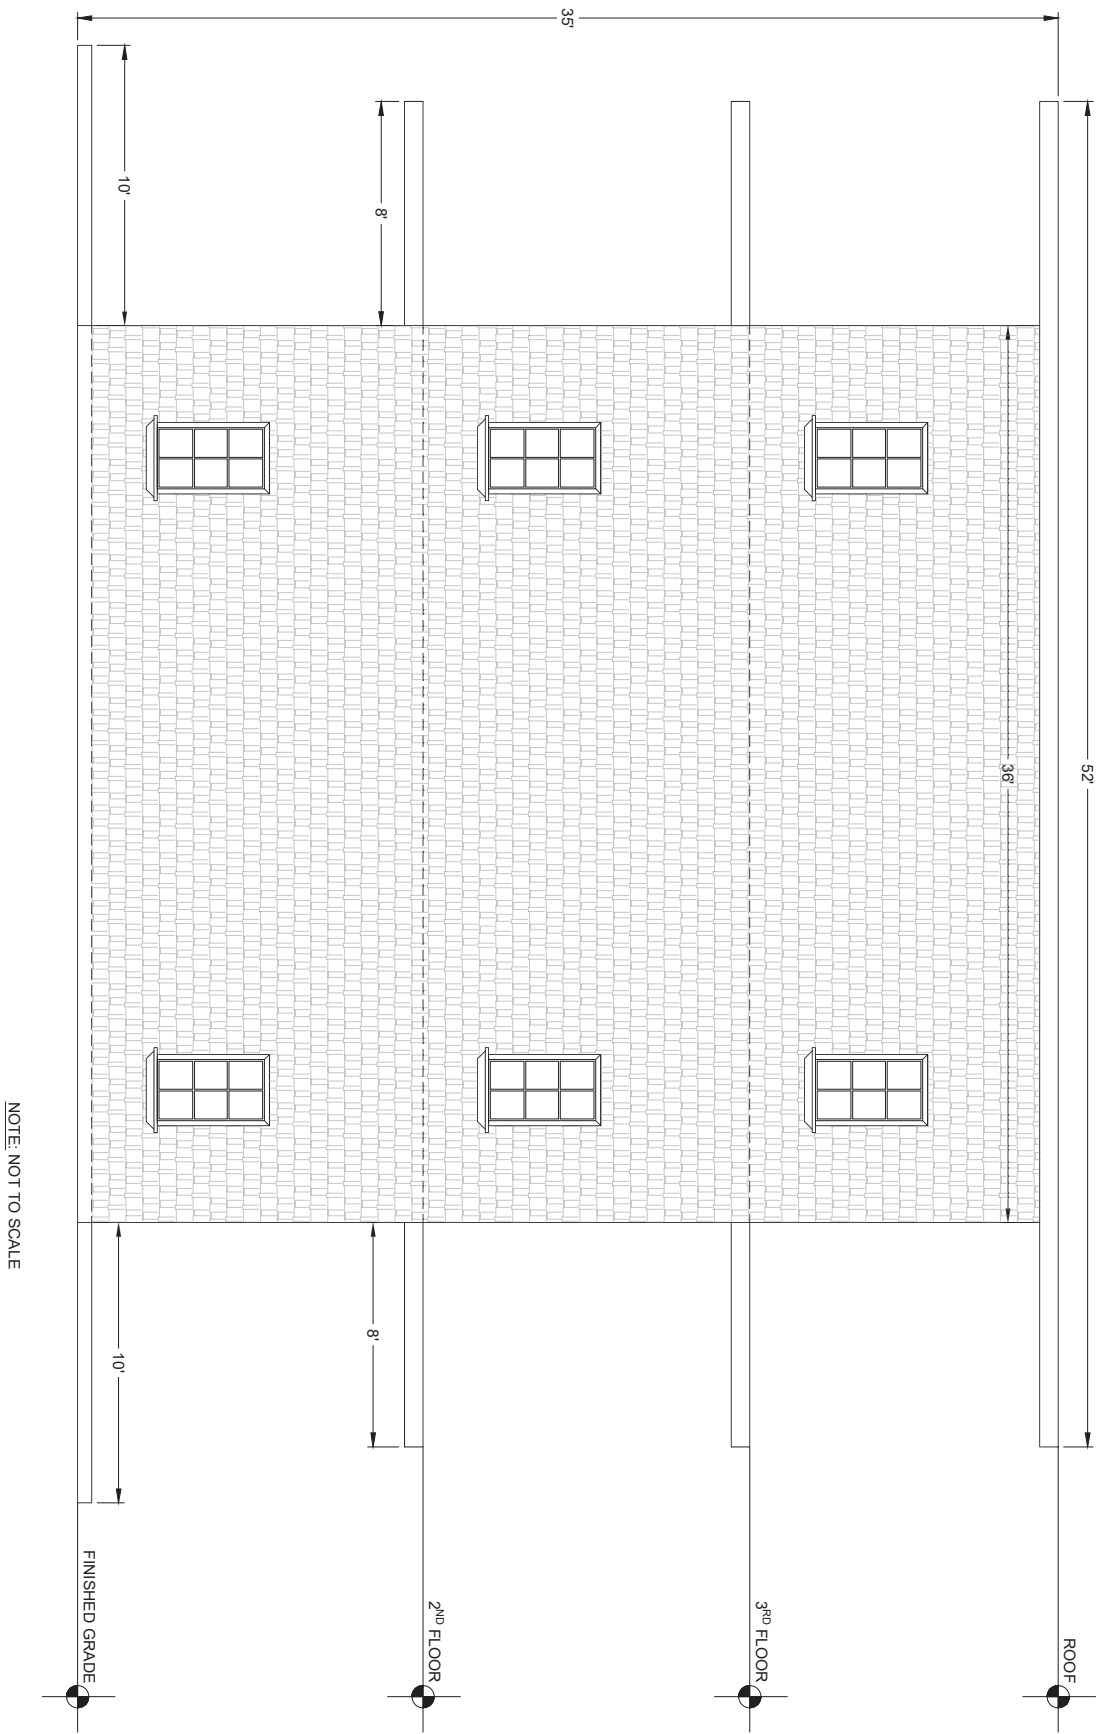 52'
ROOF
36'
3RD FLOOR
8'
8'
2ND FLOOR
10'
10'
FINISHED GRADE
35'
NOTE: NOT TO SCALE